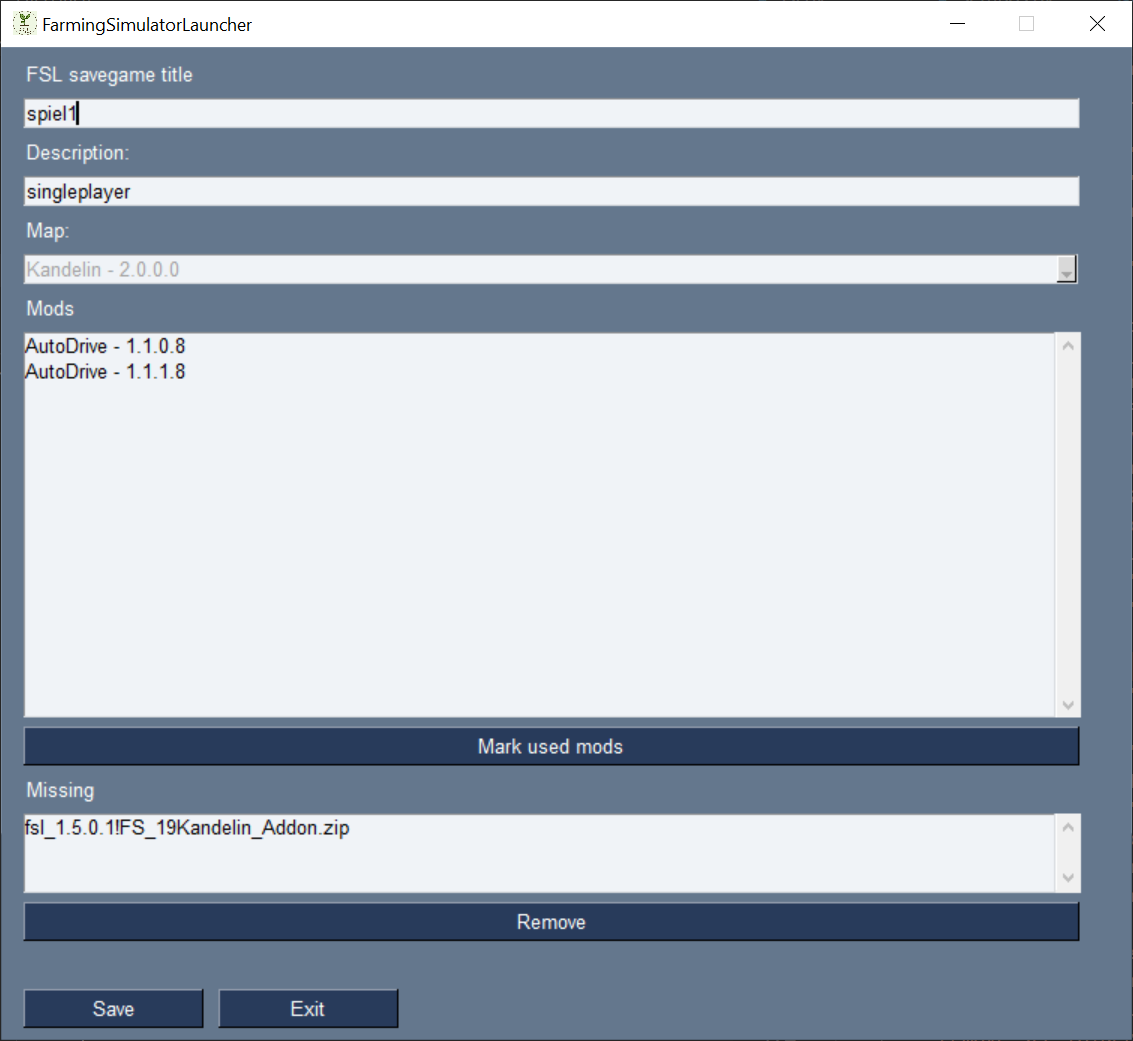 FarmingSimulatorLauncher
FSL savegame title
spiel1
Description:
singleplayer
Map:
Kandelin - 2.0.0.0
Mods
AutoDrive - 1.1.0.8
AutoDrive - 1.1.1.8
Mark used mods
Missing
fsl_1.5.0.1!FS_19Kandelin_Addon.zip
Remove
Save Exit